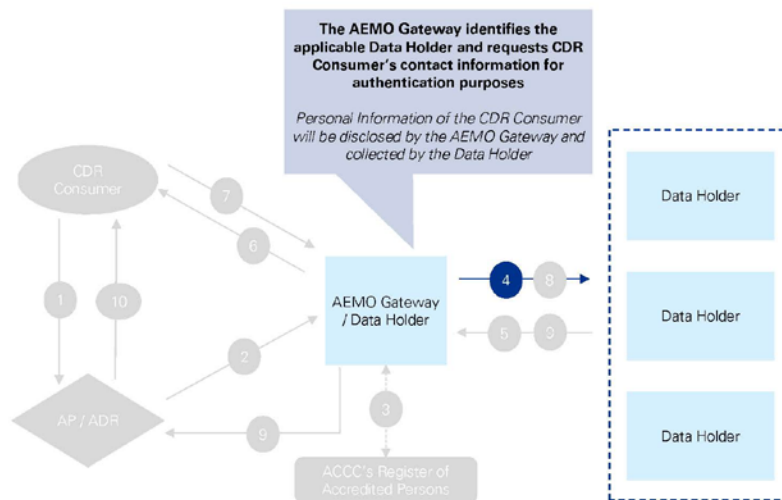 The AEMO Gateway identifies the
applicable Data Holder and requests CDR
Consumer's contact information for
authentication purposes
Personal Information of the CDR Consumer
will be disclosed by the AEMO Gateway and
collected by the Data Holder
CDR
Consumer
7
6
Data Holder
1
10
AEMO Gateway
/ Data Holder
4
8
Data Holder
5
9
2
AP / ADR
9
3
Data Holder
ACCC's Register of
Accredited Persons